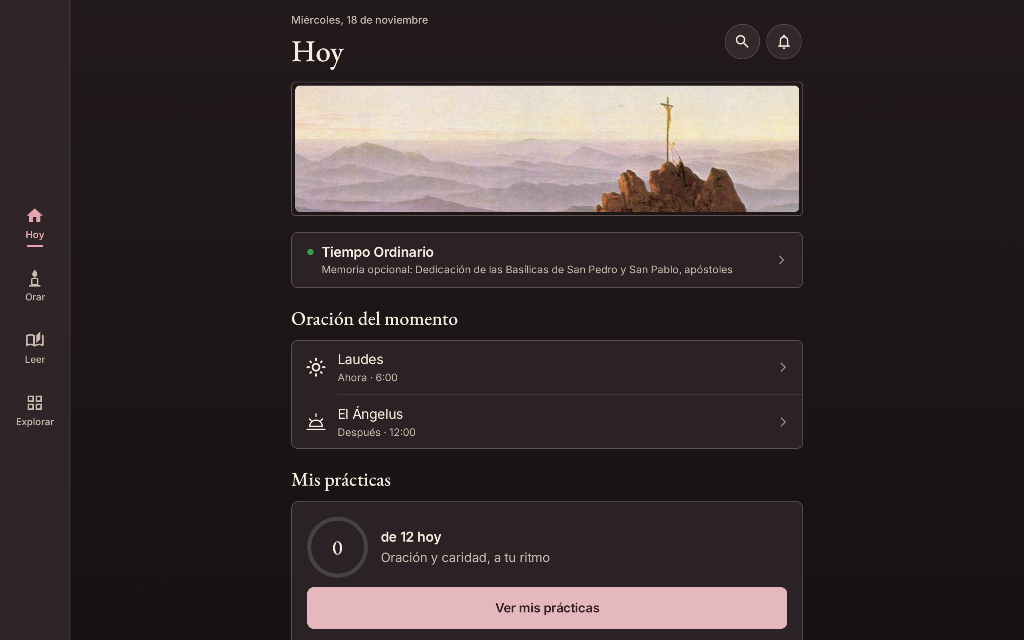 Miércoles, 18 de noviembre
Hoy
Hoy
Orar
Leer
Explorar
Tiempo Ordinario
Memoria opcional: Dedicación de las Basílicas de San Pedro y San Pablo, apóstoles
Oración del momento
Laudes
Ahora · 6:00
El Ángelus
Después · 12:00
Mis prácticas
0
de 12 hoy
Oración y caridad, a tu ritmo
Ver mis prácticas